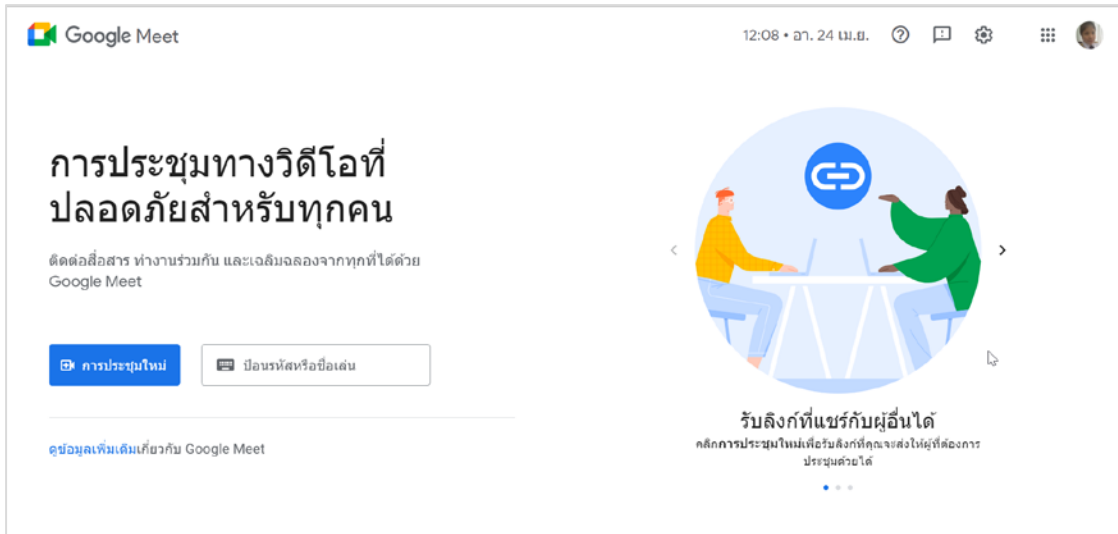 Google Meet
12:08 • อา. 24 เม.ย.
การประชุมทางวิดีโอที่
ปลอดภัยสำหรับทุกคน
ติดต่อสื่อสาร ทำงานร่วมกัน และเฉลิมฉลองจากทุกที่ได้ด้วย
Google Meet
การประชุมใหม่
ป้อนรหัสหรือชื่อเล่น
ดูข้อมูลเพิ่มเติมเกี่ยวกับ Google Meet
รับลิงก์ที่แชร์กับผู้อื่นได้
คลิกการประชุมใหม่เพื่อรับลิงก์ที่คุณจะส่งให้ผู้ที่ต้องการ
ประชุมด้วยได้